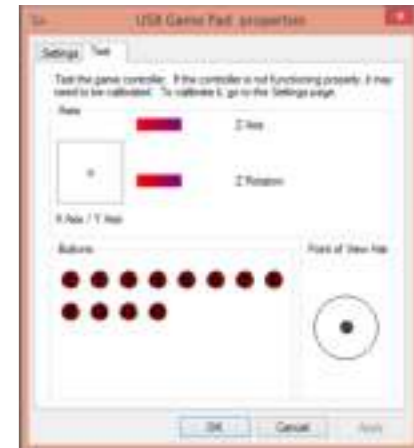 USB Game Pad properties
Settings Test
Test the game controller. If the controller is not functioning properly, it may
need to be calibrated. To calibrate it, go to the Settings page.
Axes
Z Axis
Z Rotation
X Axis / Y Axis
Buttons
Point of View Hat
OK Cancel Apply